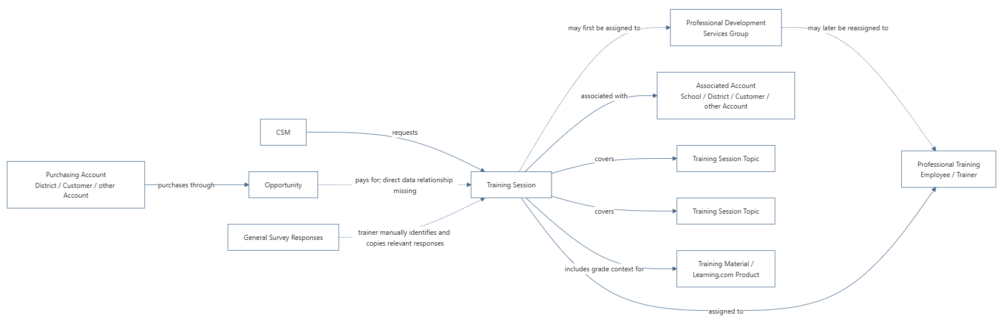 may first be assigned to
Professional Development
Services Group
may later be reassigned to
associated with
Associated Account
School / District / Customer /
other Account
CSM
requests
covers
Training Session Topic
Purchasing Account
District / Customer / other
Account
purchases through
Opportunity
pays for; direct data relationship
missing
Training Session
Professional Training
Employee / Trainer
covers
Training Session Topic
General Survey Responses
trainer manually identifies and
copies relevant responses
includes grade context for
Training Material /
Learning.com Product
assigned to